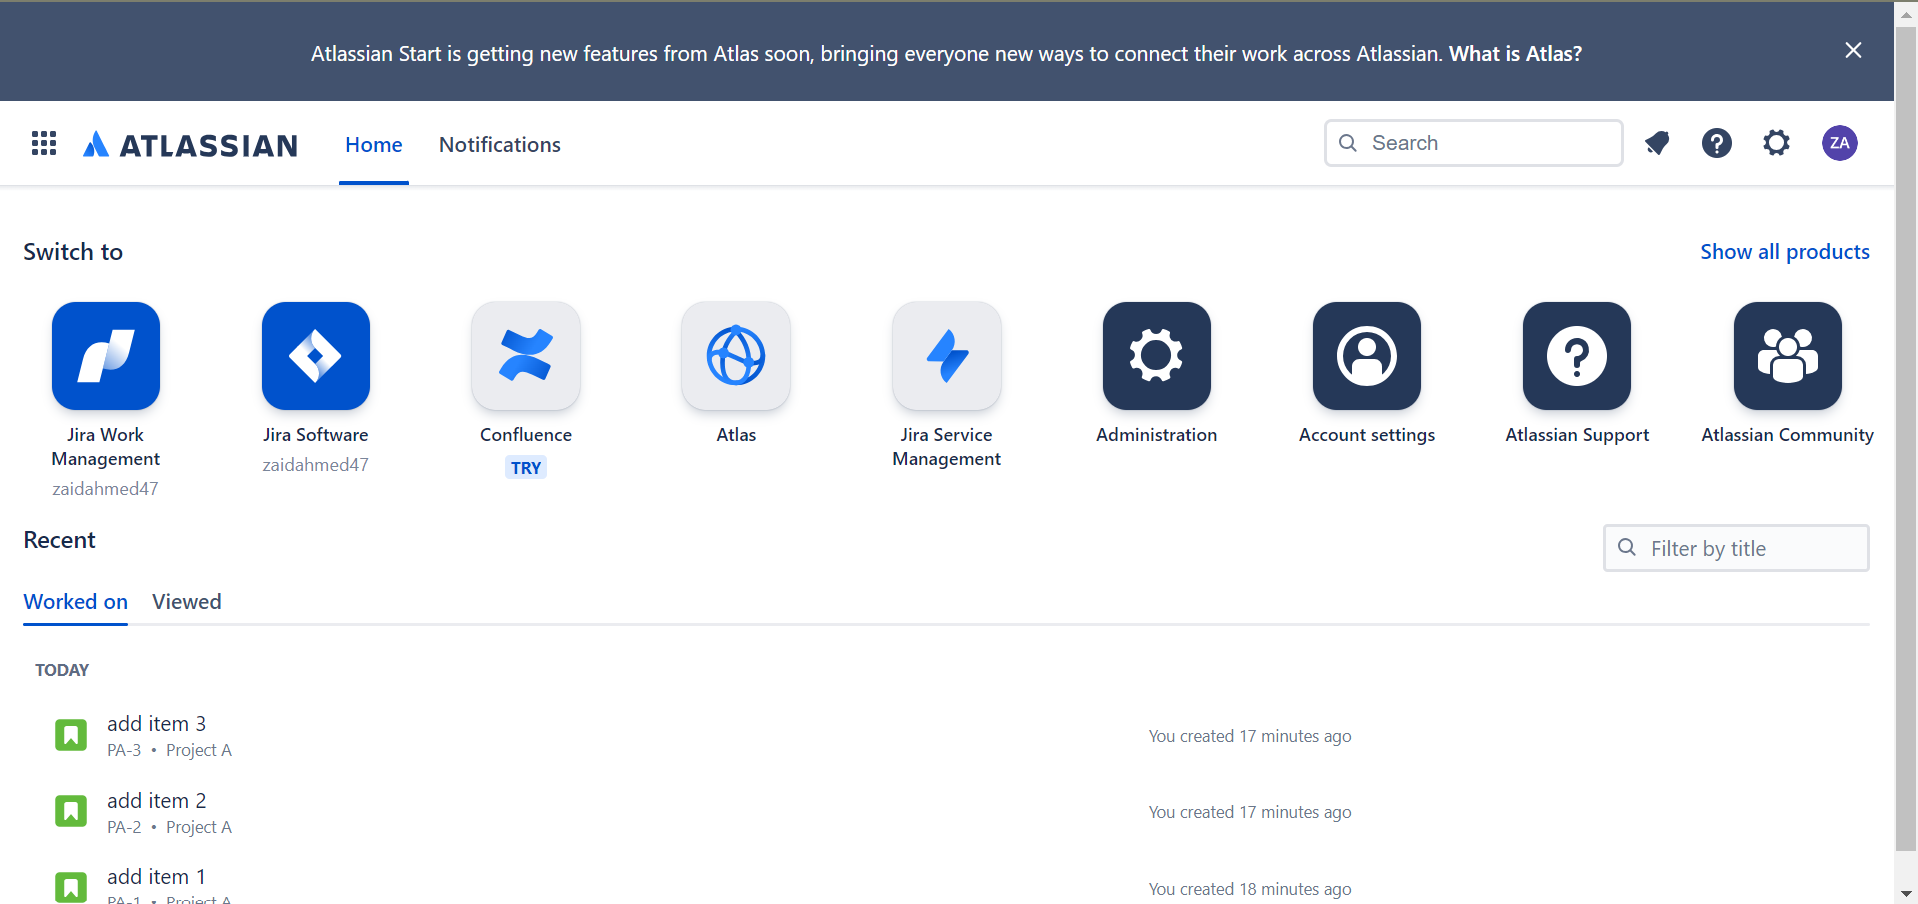 Atlassian Start is getting new features from Atlas soon, bringing everyone new ways to connect their work across Atlassian. What is Atlas?
ATLASSIAN
Home
Notifications
Search
ZA
Switch to
Show all products
Jira Work
Management
zaidahmed47
Jira Software
zaidahmed47
Confluence
TRY
Atlas
Jira Service
Management
Administration
Account settings
Atlassian Support
Atlassian Community
Recent
Filter by title
Worked on
Viewed
TODAY
add item 3
PA-3 • Project A
You created 17 minutes ago
add item 2
PA-2 • Project A
You created 17 minutes ago
add item 1
PA-1 • Project A
You created 18 minutes ago